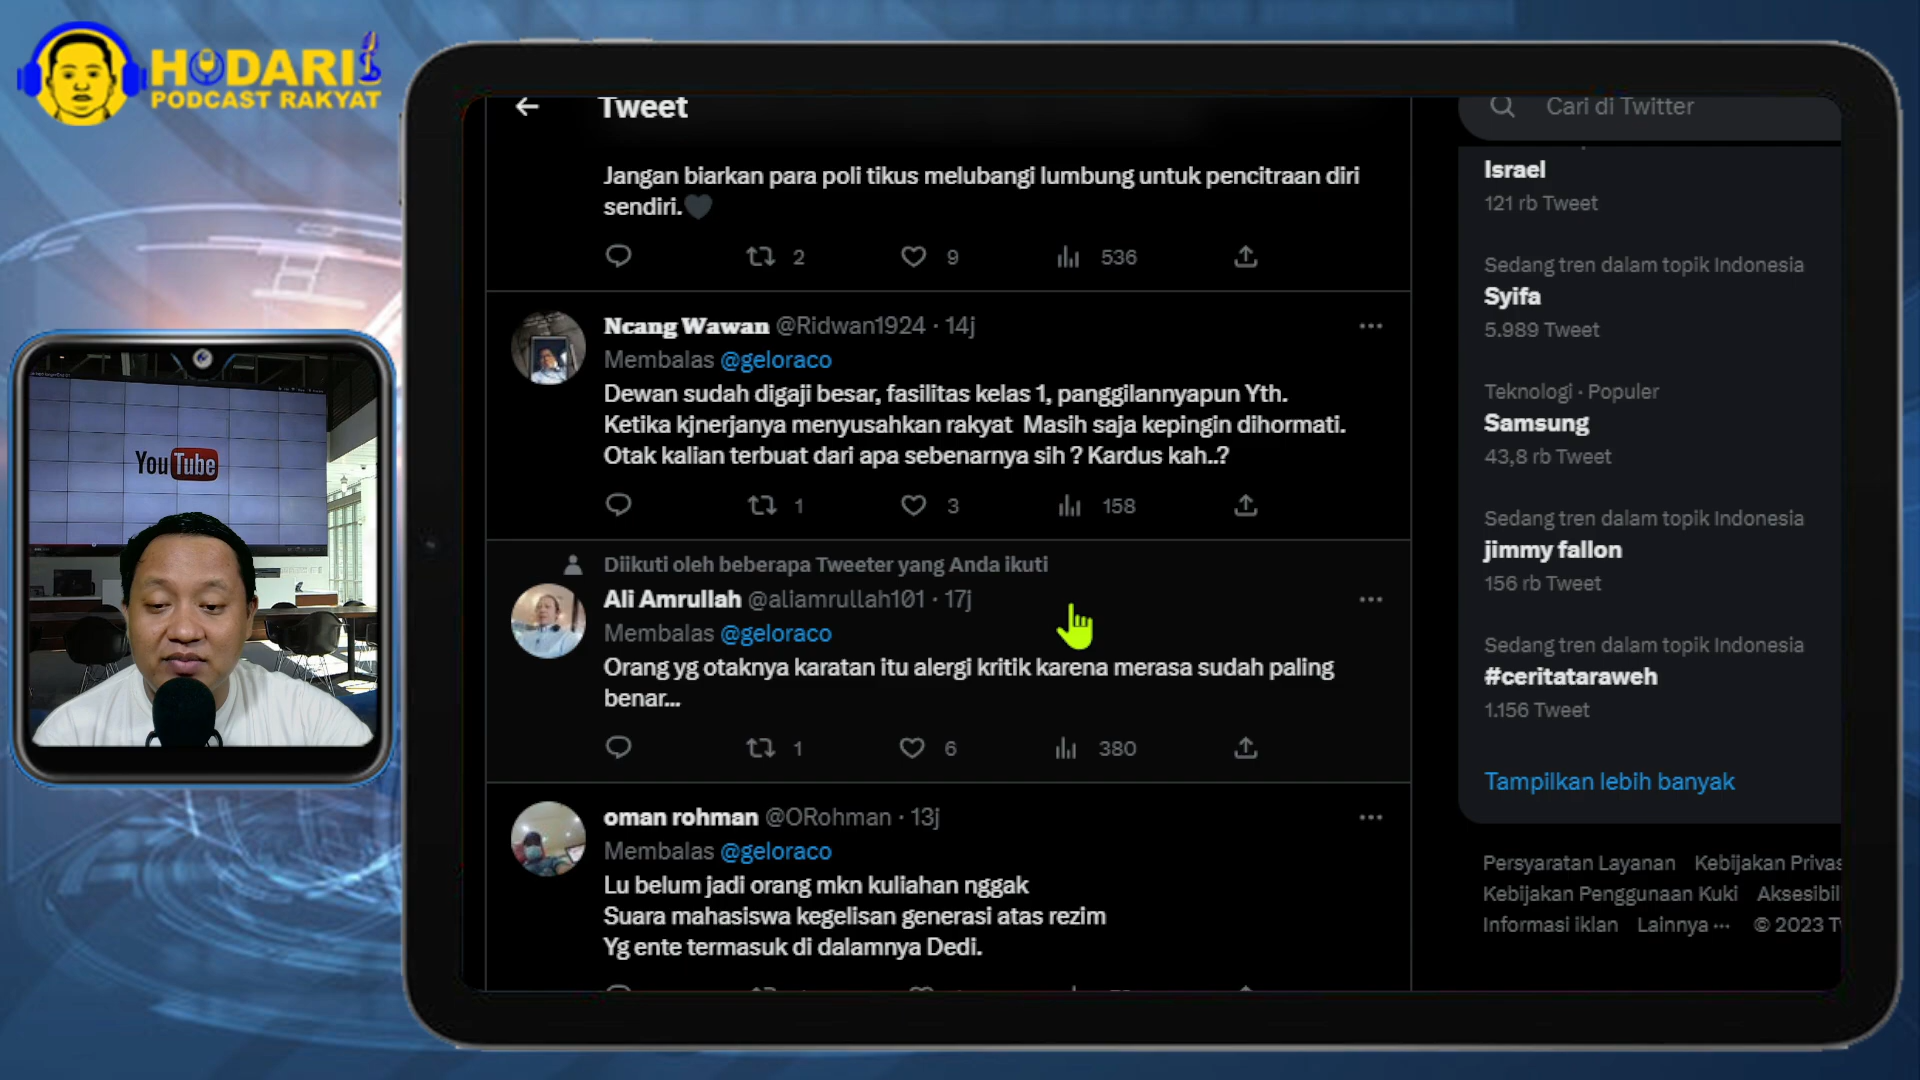 HODARI
PODCAST RAKYAT
YouTube
Tweet
Jangan biarkan para poli tikus melubangi lumbung untuk pencitraan diri
sendiri.🖤
2 9 536
Ncang Wawan @Ridwan1924 · 14j
Membalas @geloraco
Dewan sudah digaji besar, fasilitas kelas 1, panggilannyapun Yth.
Ketika kjnerjanya menyusahkan rakyat Masih saja kepingin dihormati.
Otak kalian terbuat dari apa sebenarnya sih ? Kardus kah..?
1 3 158
Diikuti oleh beberapa Tweeter yang Anda ikuti
Ali Amrullah @aliamrullah101 · 17j
Membalas @geloraco
Orang yg otaknya karatan itu alergi kritik karena merasa sudah paling
benar...
1 6 380
oman rohman @ORohman · 13j
Membalas @geloraco
Lu belum jadi orang mkn kuliahan nggak
Suara mahasiswa kegelisan generasi atas rezim
Yg ente termasuk di dalamnya Dedi.
Cari di Twitter
Israel
121 rb Tweet
Sedang tren dalam topik Indonesia
Syifa
5.989 Tweet
Teknologi · Populer
Samsung
43,8 rb Tweet
Sedang tren dalam topik Indonesia
jimmy fallon
156 rb Tweet
Sedang tren dalam topik Indonesia
#ceritataraweh
1.156 Tweet
Tampilkan lebih banyak
Persyaratan Layanan Kebijakan Privas
Kebijakan Penggunaan Kuki Aksesibil
Informasi iklan Lainnya ··· © 2023 Tw